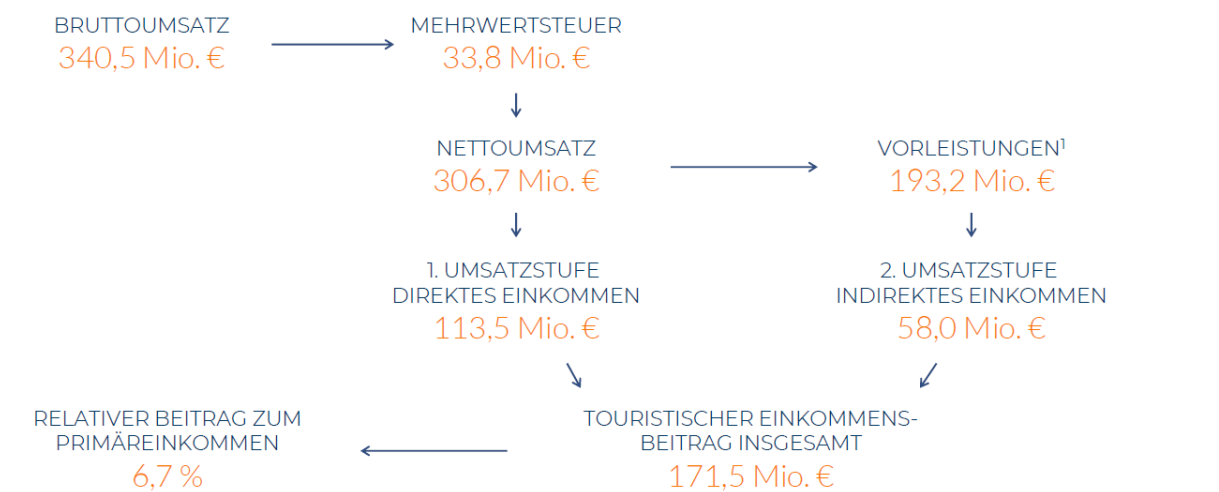 BRUTTOUMSATZ
340,5 Mio. €
MEHRWERTSTEUER
33,8 Mio. €
NETTOUMSATZ
306,7 Mio. €
VORLEISTUNGEN¹
193,2 Mio. €
1. UMSATZSTUFE
DIREKTES EINKOMMEN
113,5 Mio. €
2. UMSATZSTUFE
INDIREKTES EINKOMMEN
58,0 Mio. €
RELATIVER BEITRAG ZUM
PRIMÄREINKOMMEN
6,7 %
TOURISTISCHER EINKOMMENS-
BEITRAG INSGESAMT
171,5 Mio. €